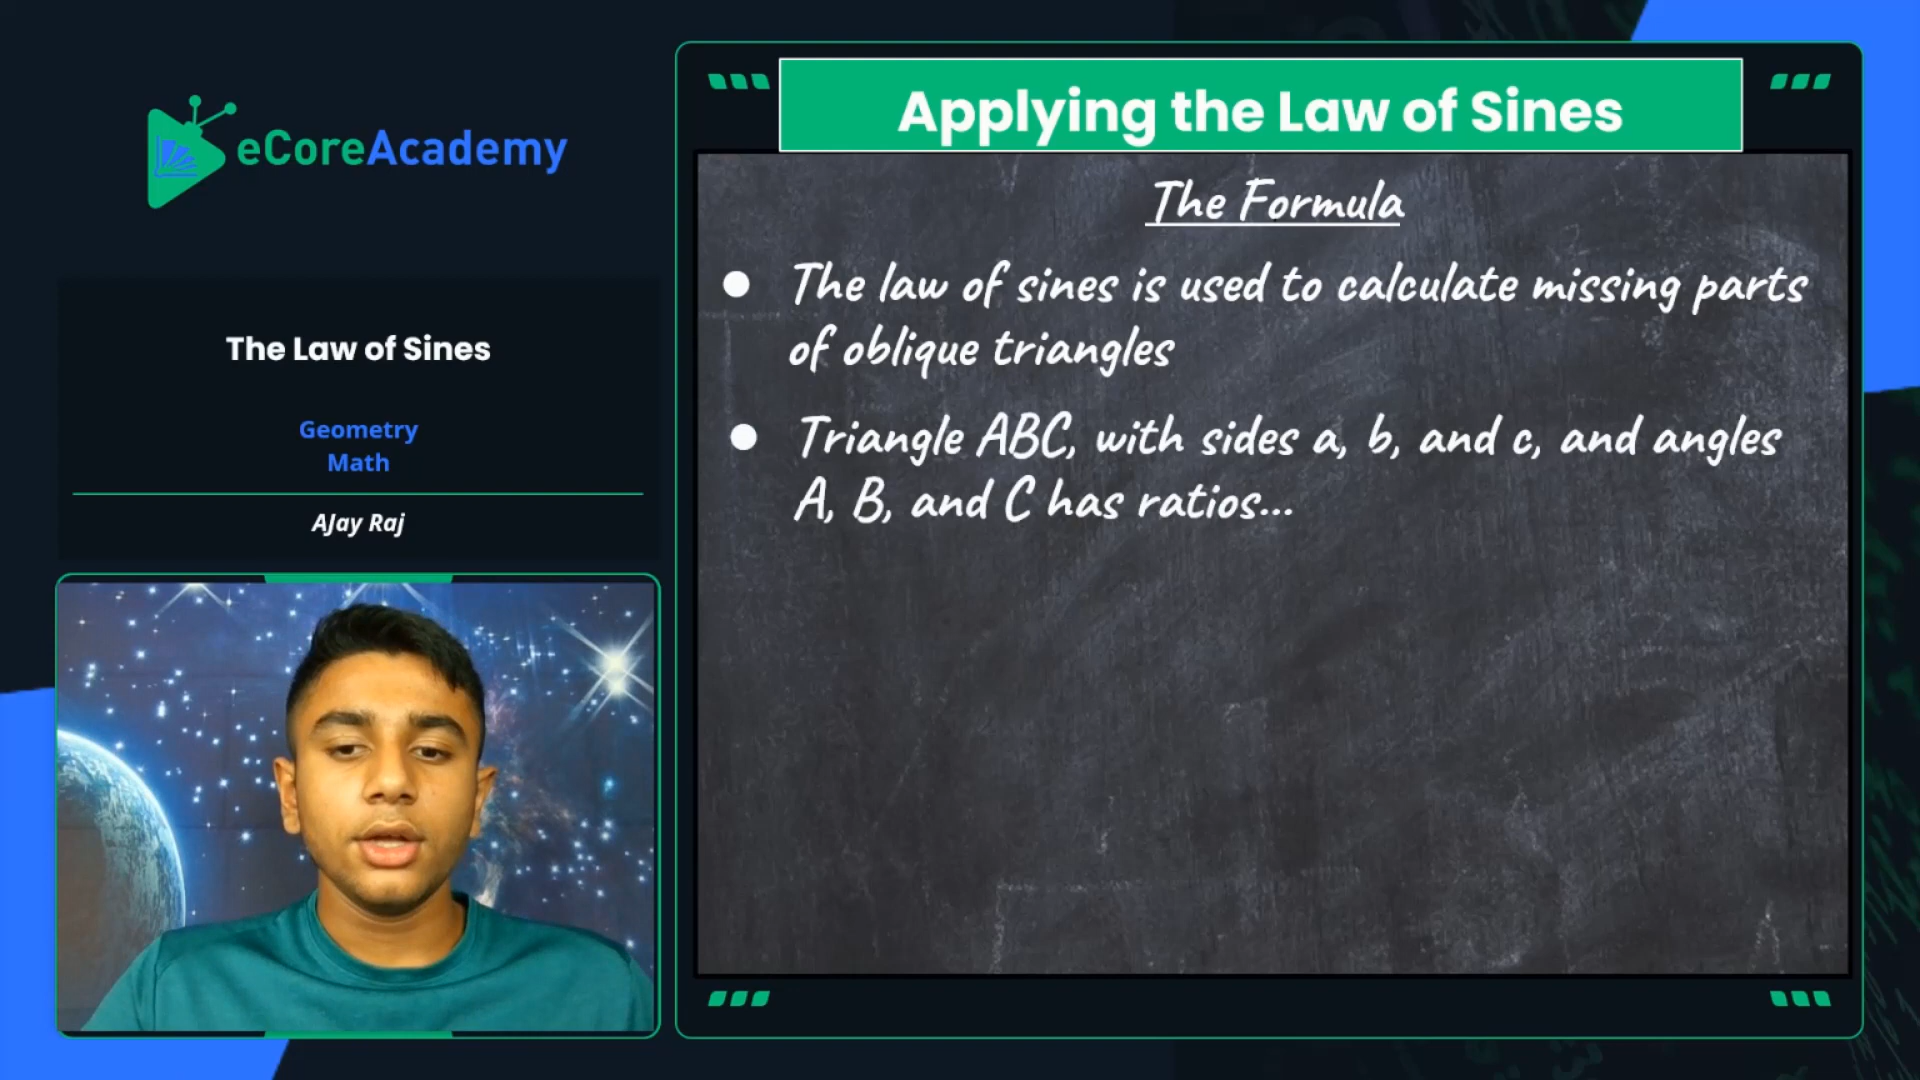 eCoreAcademy
The Law of Sines
Geometry
Math
AJay Raj
Applying the Law of Sines
The Formula
● The law of sines is used to calculate missing parts
of oblique triangles
● Triangle ABC, with sides a, b, and c, and angles
A, B, and C has ratios...